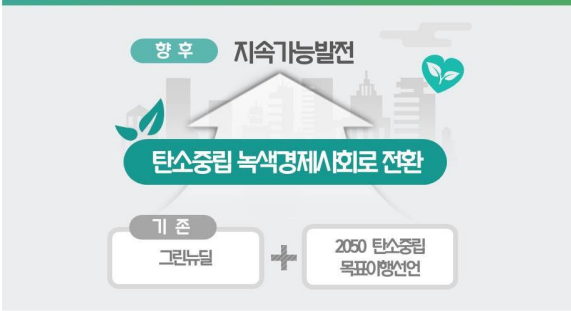 향후 지속가능발전
탄소중립 녹색경제사회로 전환
기존
그린뉴딜
+
2050 탄소중립
목표이행선언